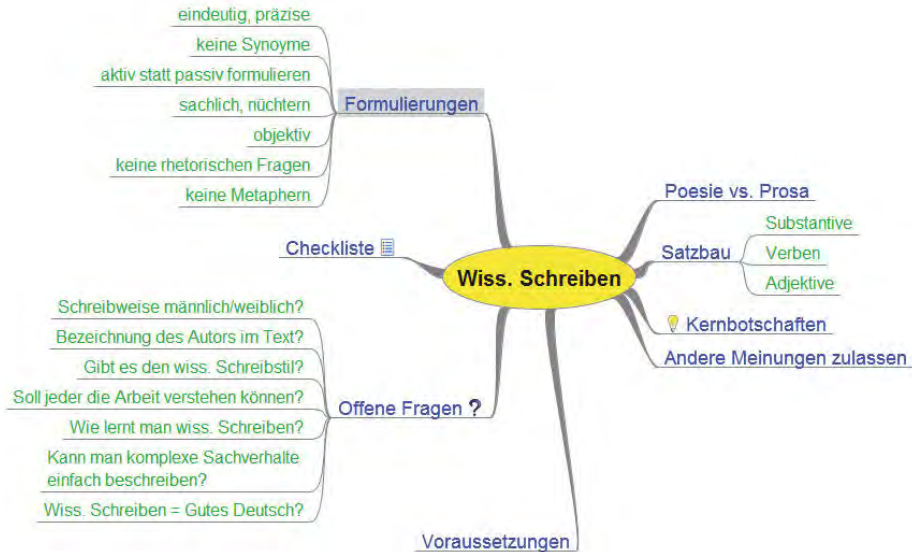 eindeutig, präzise
keine Synoyme
aktiv statt passiv formulieren
sachlich, nüchtern
objektiv
keine rhetorischen Fragen
keine Metaphern
Formulierungen
Checkliste
Schreibweise männlich/weiblich?
Bezeichnung des Autors im Text?
Gibt es den wiss. Schreibstil?
Soll jeder die Arbeit verstehen können?
Wie lernt man wiss. Schreiben?
Kann man komplexe Sachverhalte
einfach beschreiben?
Wiss. Schreiben = Gutes Deutsch?
Offene Fragen ?
Wiss. Schreiben
Poesie vs. Prosa
Satzbau
Substantive
Verben
Adjektive
Kernbotschaften
Andere Meinungen zulassen
Voraussetzungen